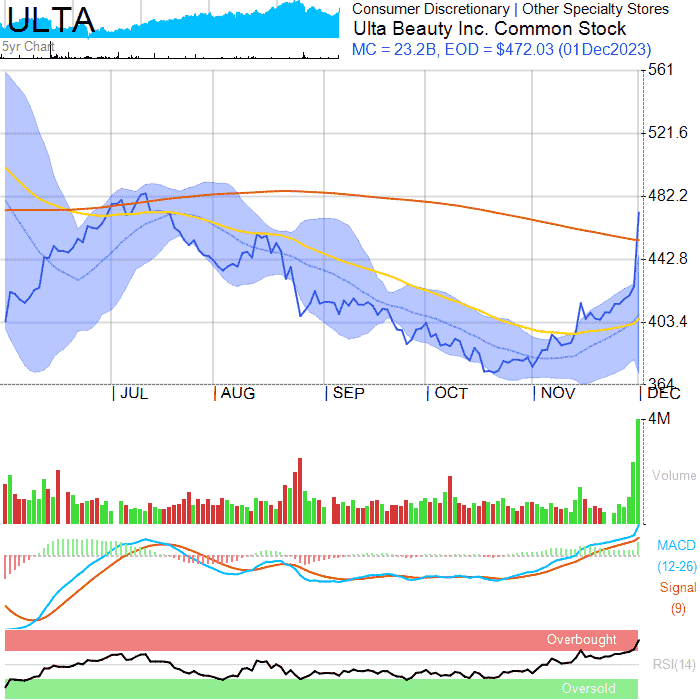 ULTA
5yr Chart
Consumer Discretionary | Other Specialty Stores
Ulta Beauty Inc. Common Stock
MC = 23.2B, EOD = $472.03 (01Dec2023)
561
521.6
482.2
442.8
403.4
364
JUL
AUG
SEP
OCT
NOV
DEC
4M
Volume
MACD
(12-26)
Signal
(9)
Overbought
RSI(14)
Oversold